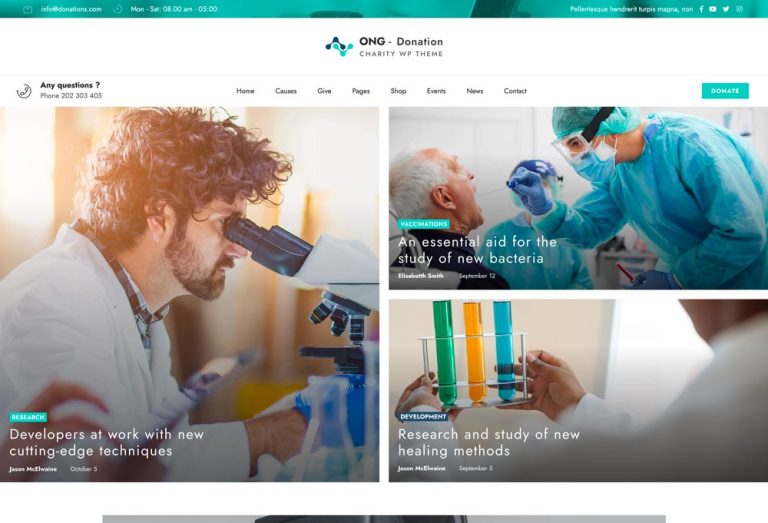 info@donations.com
Mon - Sat: 08.00 am - 05:00
Pellentesque hendrerit turpis magna, non
ONG - Donation
CHARITY WP THEME
Any questions ?
Phone 202 303 405
Home Causes Give Pages Shop Events News Contact
DONATE
VACCINATIONS
An essential aid for the
study of new bacteria
Elizabetth Smith September 12
RESEARCH
Developers at work with new
cutting-edge techniques
Jason McElwaine October 5
DEVELOPMENT
Research and study of new
healing methods
Jason McElwaine September 5